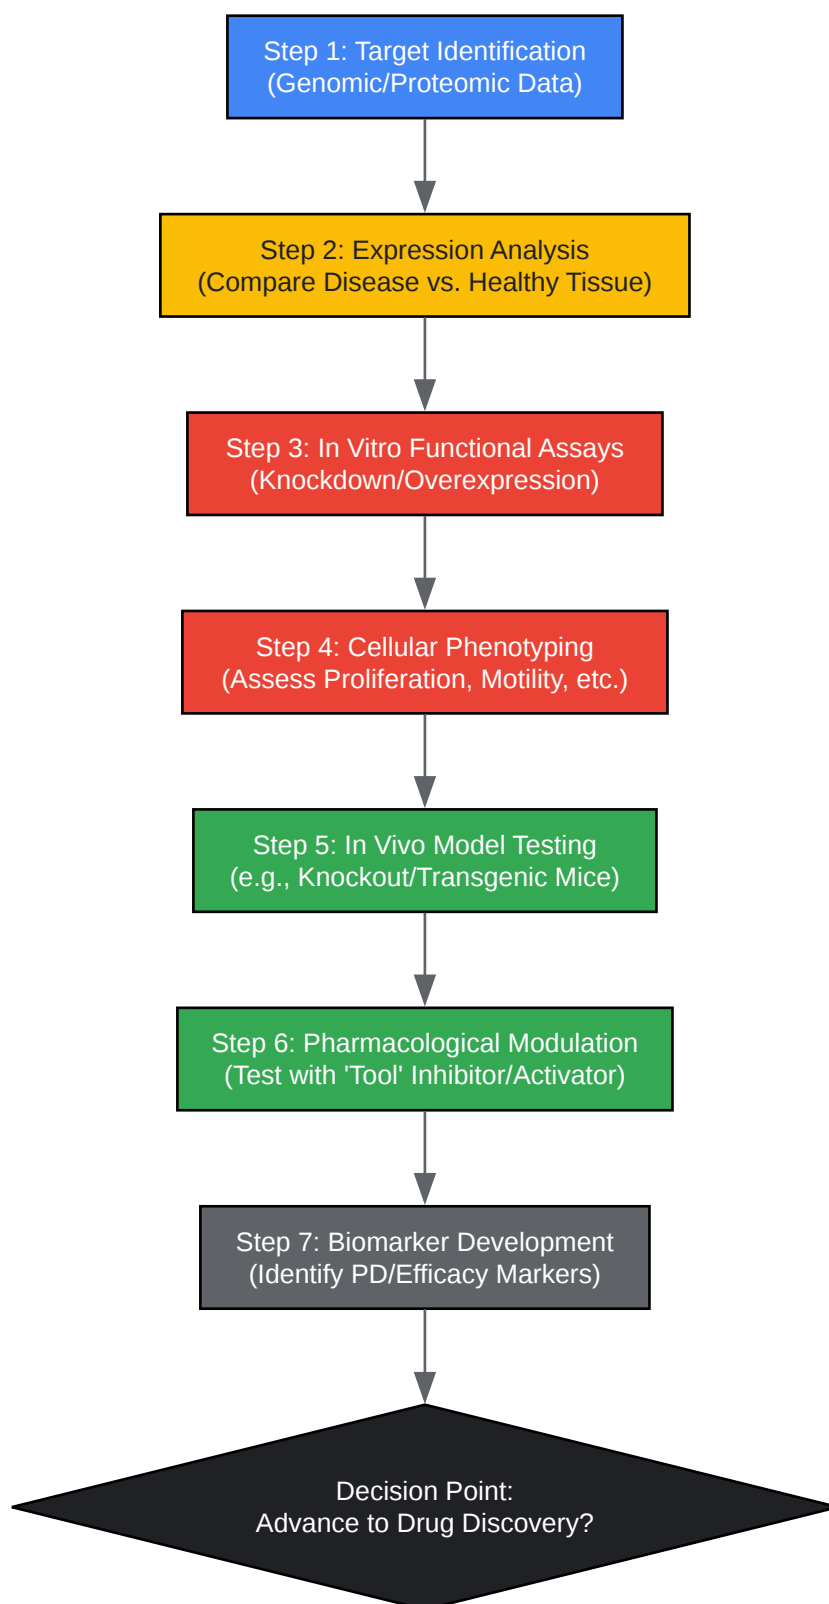 Step 1: Target Identification
(Genomic/Proteomic Data)
Step 2: Expression Analysis
(Compare Disease vs. Healthy Tissue)
Step 3: In Vitro Functional Assays
(Knockdown/Overexpression)
Step 4: Cellular Phenotyping
(Assess Proliferation, Motility, etc.)
Step 5: In Vivo Model Testing
(e.g., Knockout/Transgenic Mice)
Step 6: Pharmacological Modulation
(Test with 'Tool' Inhibitor/Activator)
Step 7: Biomarker Development
(Identify PD/Efficacy Markers)
Decision Point:
Advance to Drug Discovery?